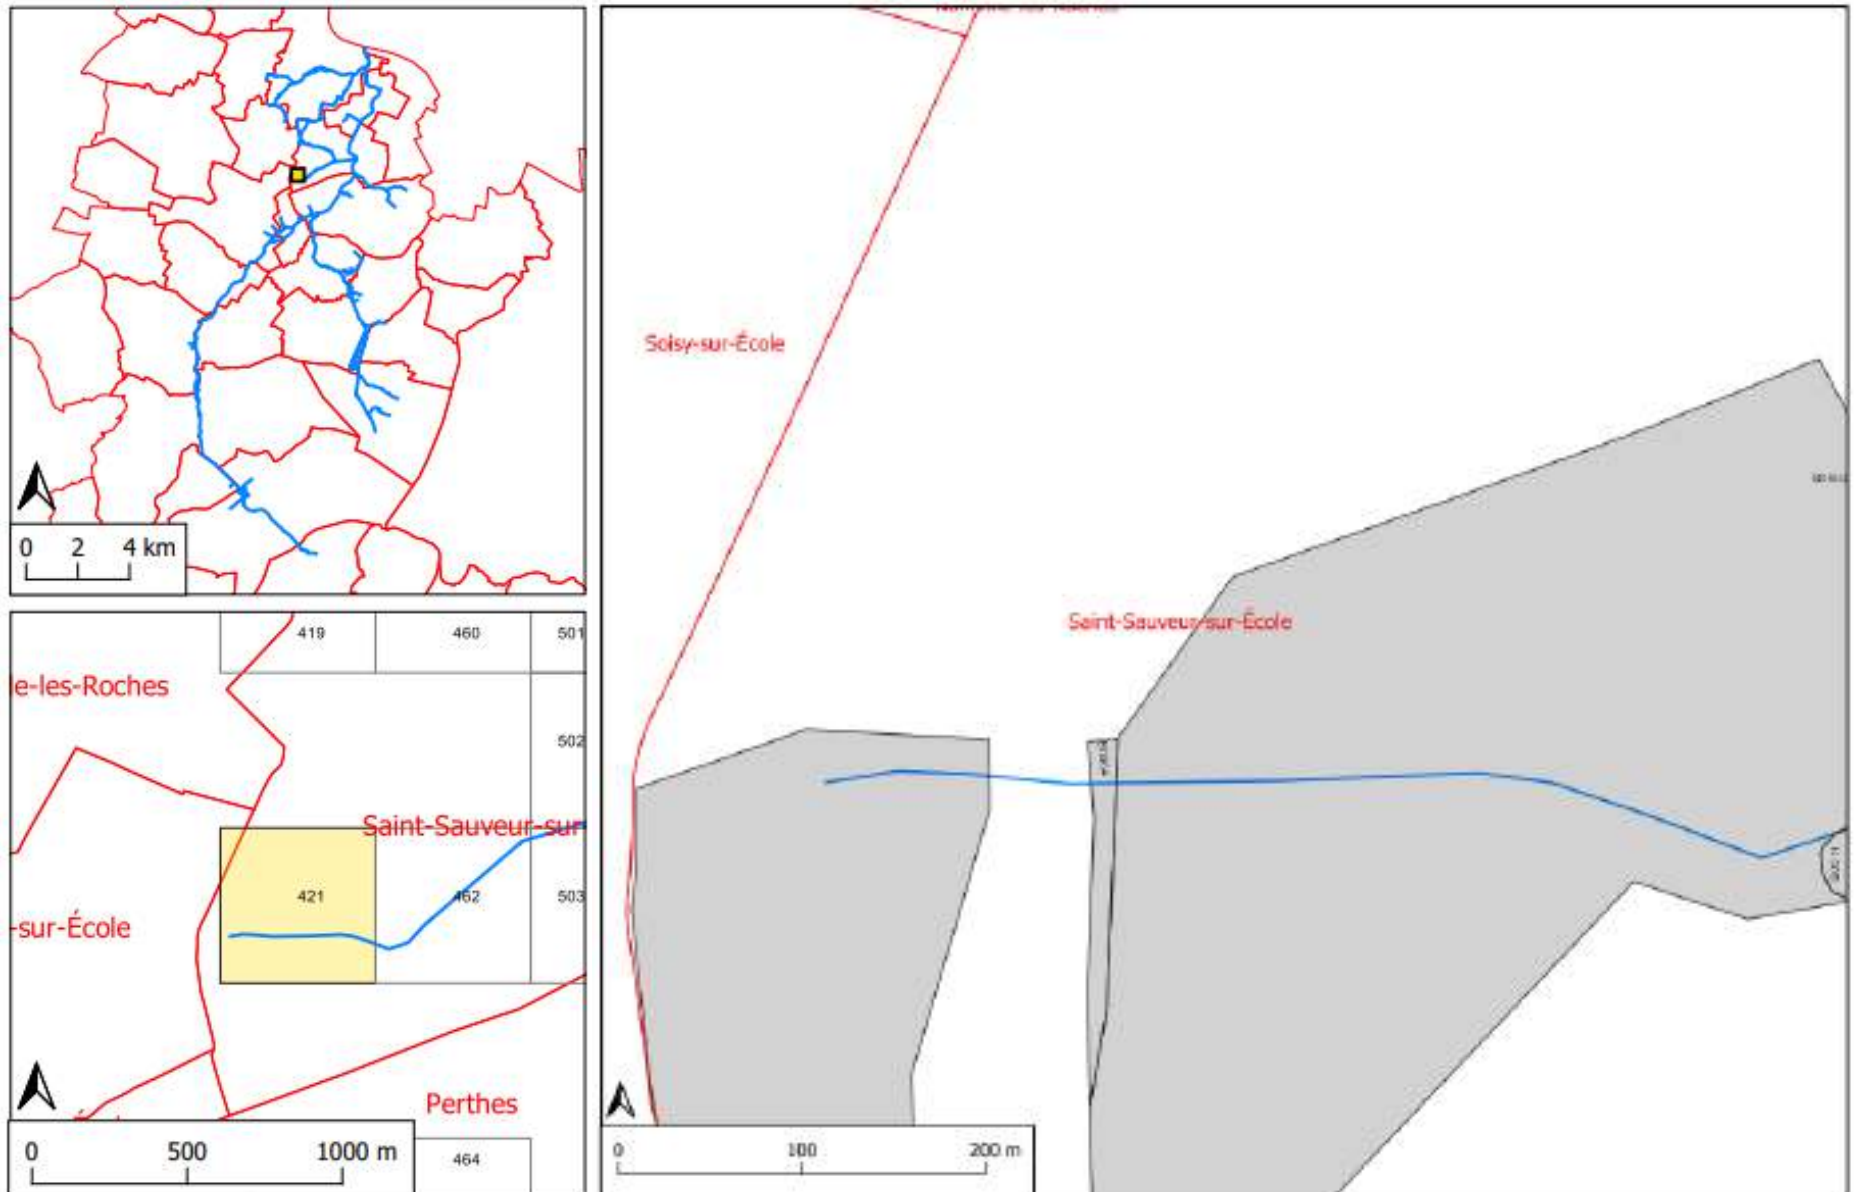 0 2 4 km
419 460 501
le-les-Roches
502
Saint-Sauveur-sur
421 462 503
-sur-École
Perthes
0 500 1000 m
464
Soisy-sur-École
Saint-Sauveur-sur-École
0 100 200 m